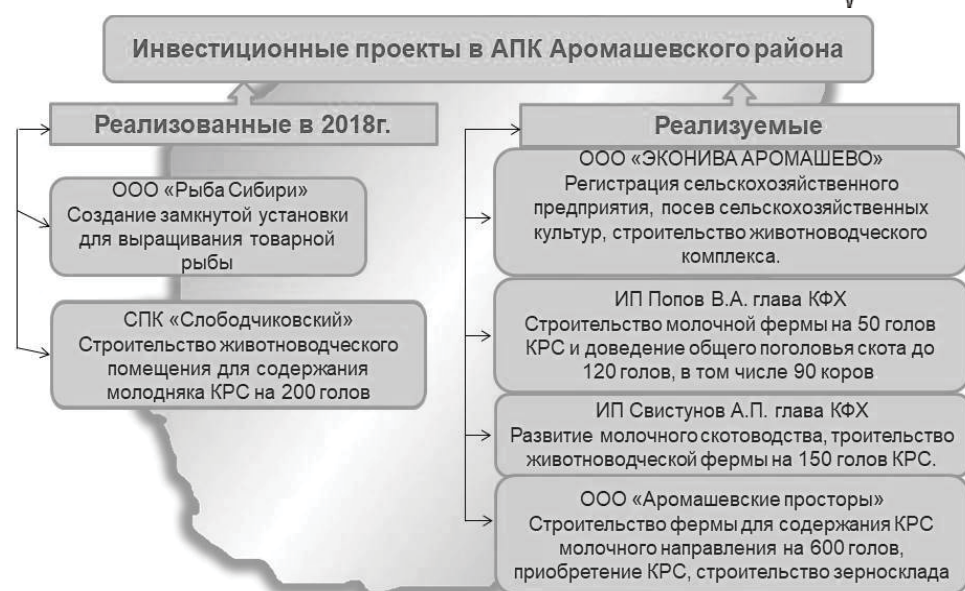 Инвестиционные проекты в АПК Аромашевского района
Реализованные в 2018г.
ООО «Рыба Сибири»
Создание замкнутой установки
для выращивания товарной
рыбы
СПК «Слободчиковский»
Строительство животноводческого
помещения для содержания
молодняка КРС на 200 голов
Реализуемые
ООО «ЭКОНИВА АРОМАШЕВО»
Регистрация сельскохозяйственного
предприятия, посев сельскохозяйственных
культур, строительство животноводческого
комплекса.
ИП Попов В.А. глава КФХ
Строительство молочной фермы на 50 голов
КРС и доведение общего поголовья скота до
120 голов, в том числе 90 коров
ИП Свистунов А.П. глава КФХ
Развитие молочного скотоводства, троительство
животноводческой фермы на 150 голов КРС.
ООО «Аромашевские просторы»
Строительство фермы для содержания КРС
молочного направления на 600 голов,
приобретение КРС, строительство зерносклада